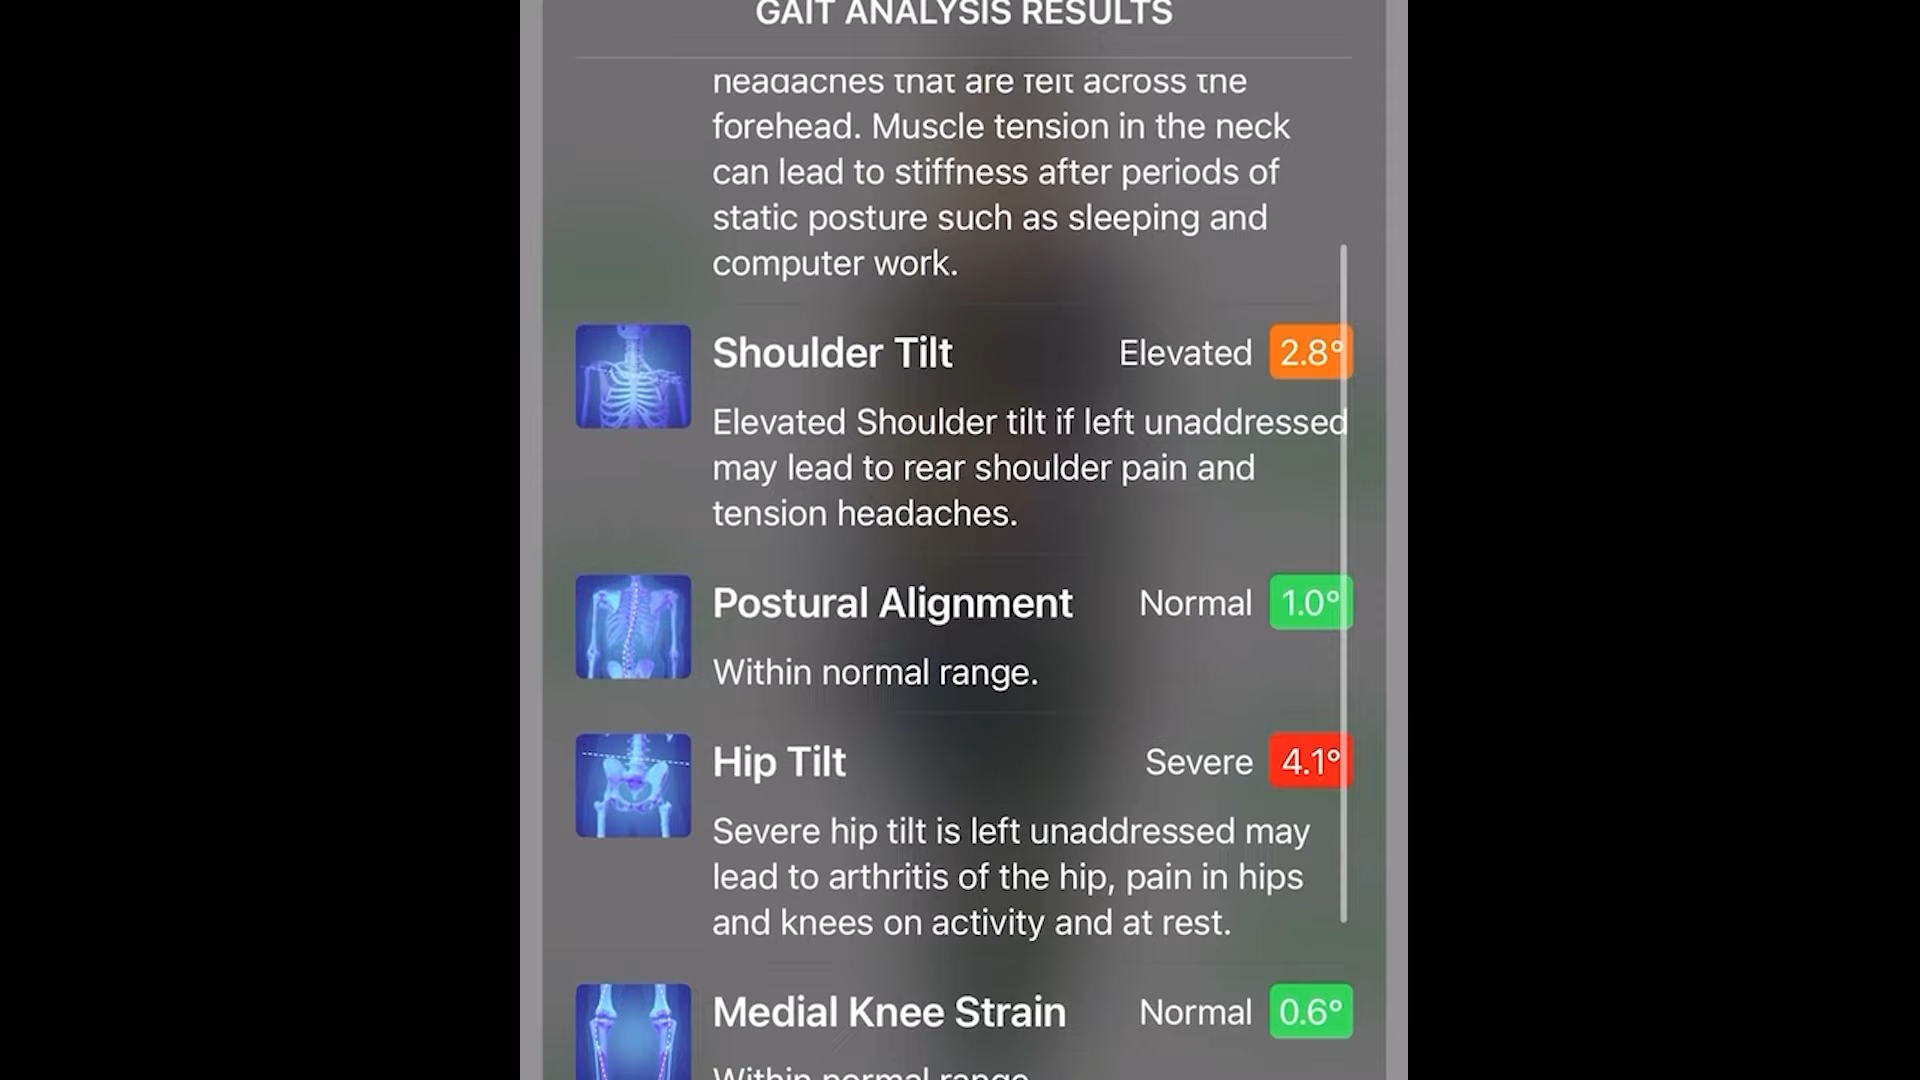 GAIT ANALYSIS RESULTS
headaches that are felt across the
forehead. Muscle tension in the neck
can lead to stiffness after periods of
static posture such as sleeping and
computer work.
Shoulder Tilt Elevated 2.8°
Elevated Shoulder tilt if left unaddressed
may lead to rear shoulder pain and
tension headaches.
Postural Alignment Normal 1.0°
Within normal range.
Hip Tilt Severe 4.1°
Severe hip tilt is left unaddressed may
lead to arthritis of the hip, pain in hips
and knees on activity and at rest.
Medial Knee Strain Normal 0.6°
Within normal range.